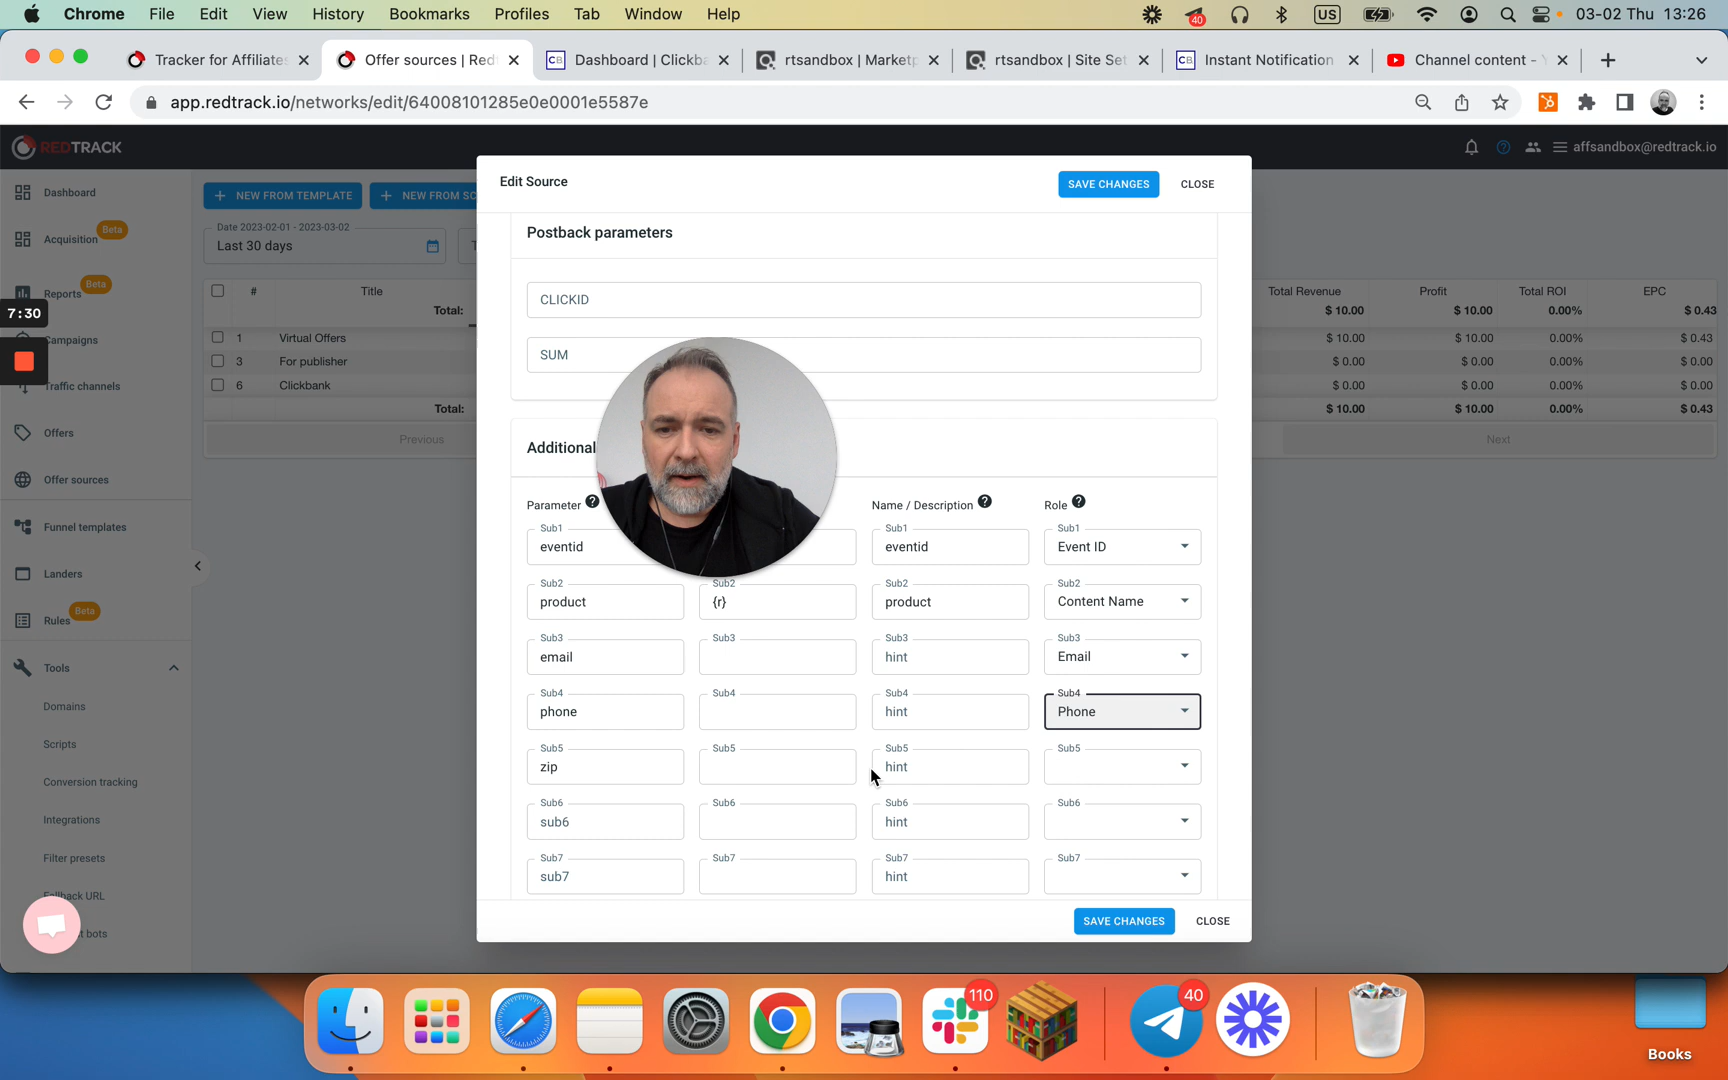 Chrome File Edit View History Bookmarks Profiles Tab Window Help 40 US 03-02 Thu 13:26
Tracker for Affiliates Offer sources | Red Dashboard | Clickba rtsandbox | Market rtsandbox | Site Set Instant Notification Channel content - Y
app.redtrack.io/networks/edit/64008101285e0e0001e5587e
REDTRACK affsandbox@redtrack.io
Dashboard
Acquisition Beta
Reports Beta
7:30
Campaigns
Traffic channels
Offers
Offer sources
Funnel templates
Landers
Rules Beta
Tools
Domains
Scripts
Conversion tracking
Integrations
Filter presets
Fallback URL
t bots
NEW FROM TEMPLATE NEW FROM SC
Date 2023-02-01 - 2023-03-02
Last 30 days
# Title Total Revenue Profit Total ROI EPC
Total: $ 10.00 $ 10.00 0.00% $ 0.43
1 Virtual Offers $ 10.00 $ 10.00 0.00% $ 0.43
3 For publisher $ 0.00 $ 0.00 0.00% $ 0.00
6 Clickbank $ 0.00 $ 0.00 0.00% $ 0.00
Total: $ 10.00 $ 10.00 0.00% $ 0.43
Previous Next
Edit Source SAVE CHANGES CLOSE
Postback parameters
CLICKID
SUM
Additional
Parameter ? Name / Description ? Role ?
Sub1 Sub1 Sub1
eventid eventid Event ID
Sub2 Sub2 Sub2 Sub2
product {r} product Content Name
Sub3 Sub3 Sub3 Sub3
email hint Email
Sub4 Sub4 Sub4 Sub4
phone hint Phone
Sub5 Sub5 Sub5 Sub5
zip hint
Sub6 Sub6 Sub6 Sub6
sub6 hint
Sub7 Sub7 Sub7 Sub7
sub7 hint
SAVE CHANGES CLOSE
110 40
Books